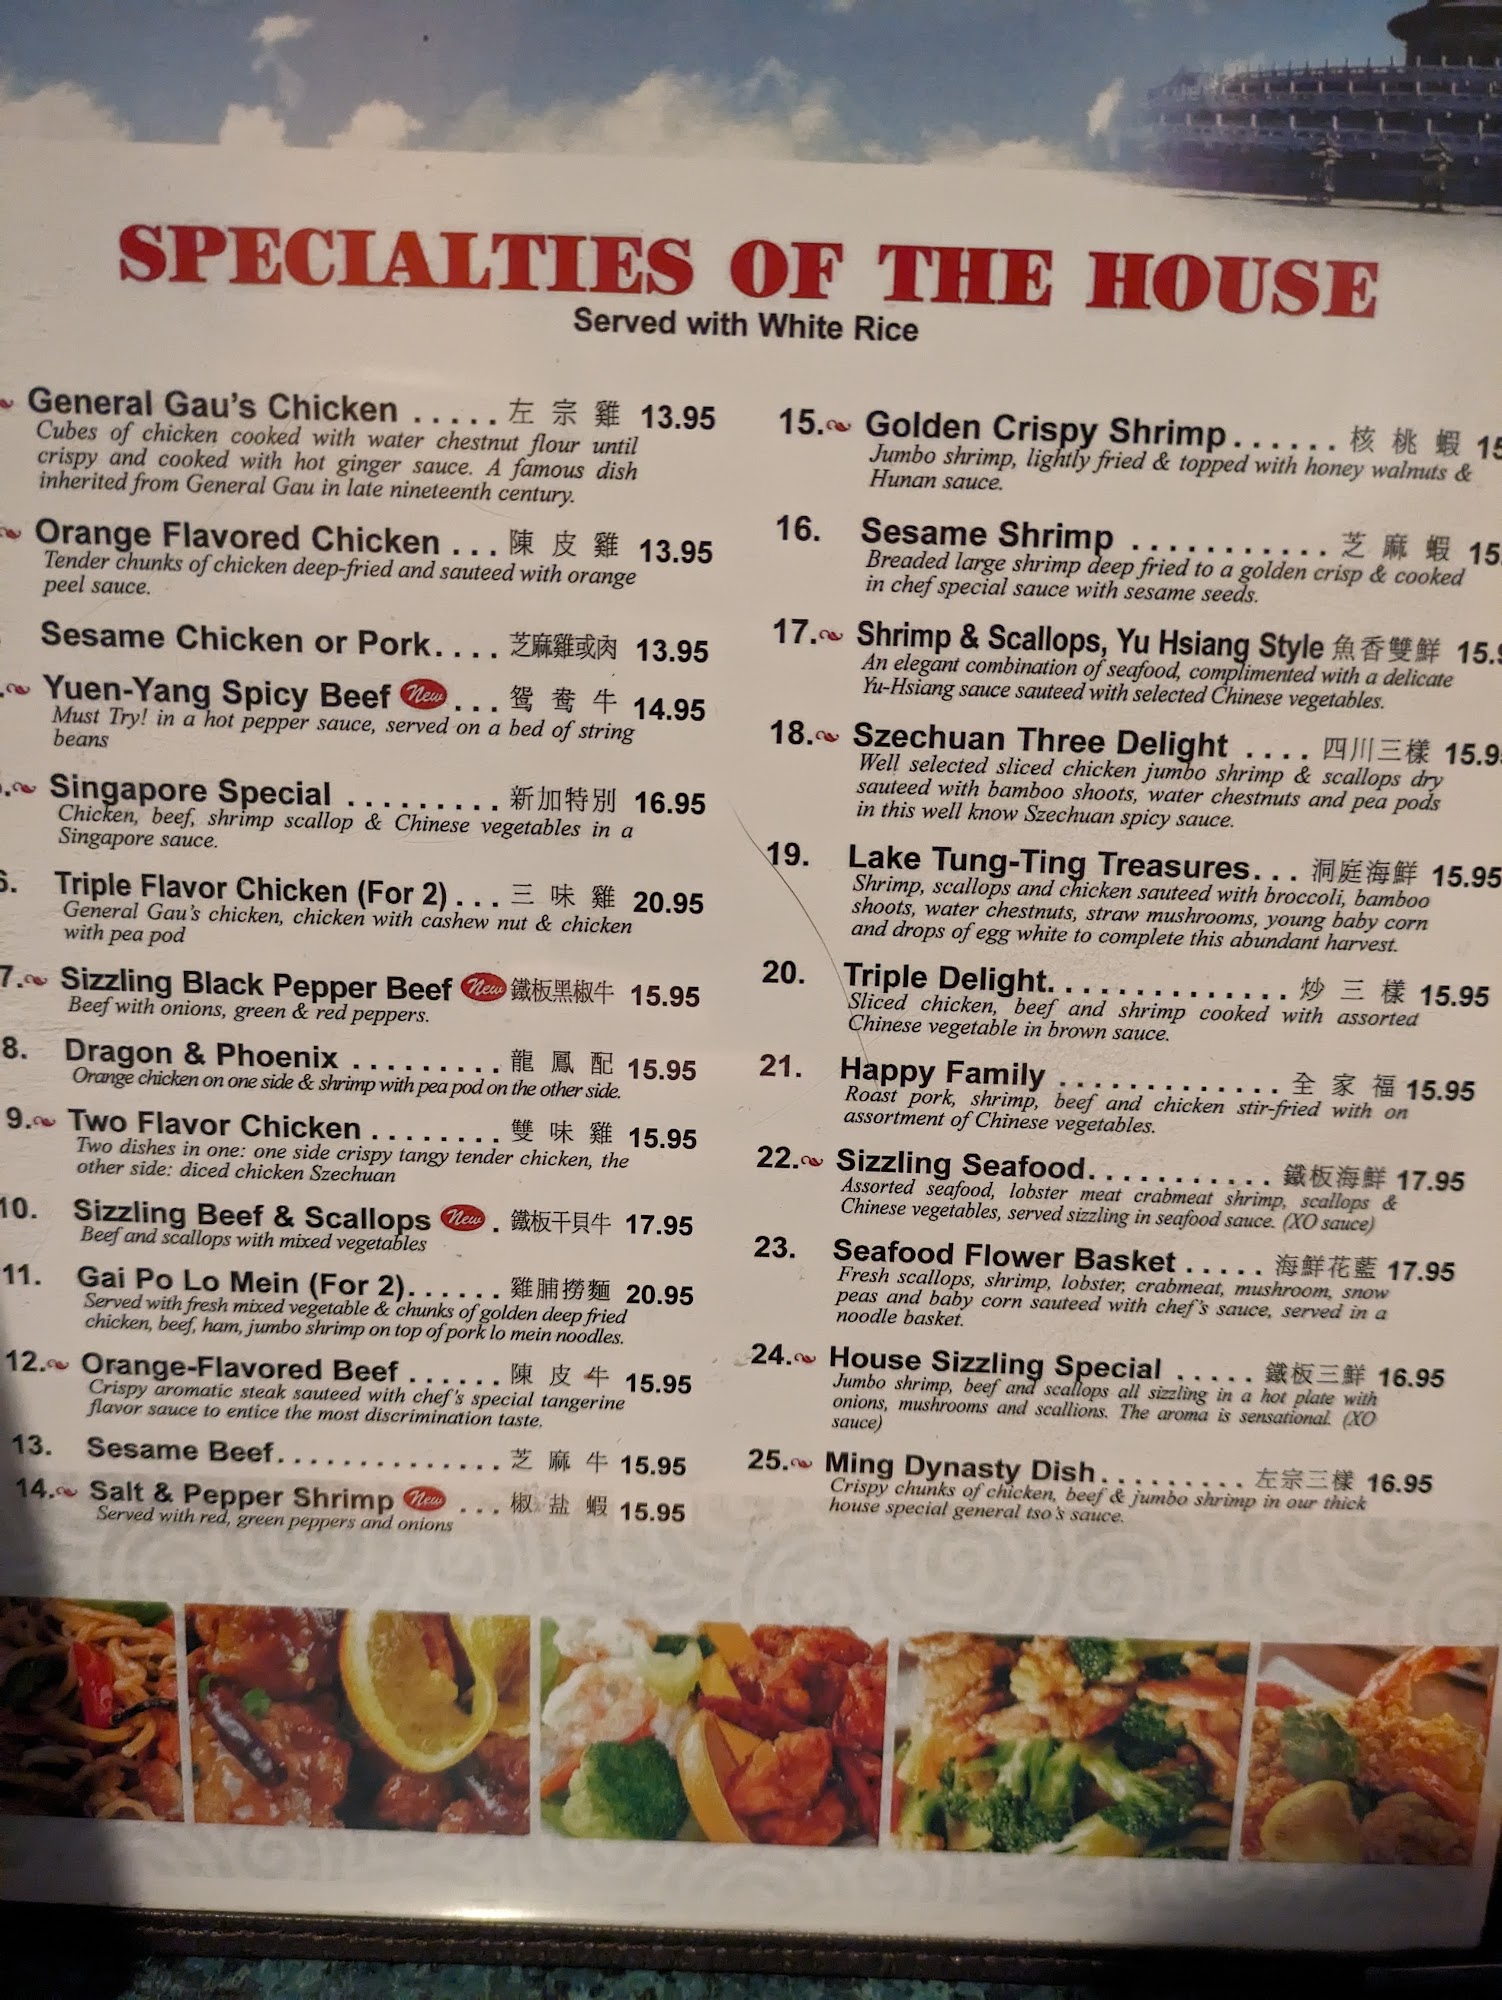 SPECIALTIES OF THE HOUSE
Served with White Rice
General Gau's Chicken ..... 左宗雞 13.95
Cubes of chicken cooked with water chestnut flour until
crispy and cooked with hot ginger sauce. A famous dish
inherited from General Gau in late nineteenth century.
Orange Flavored Chicken ... 陳皮雞 13.95
Tender chunks of chicken deep-fried and sauteed with orange
peel sauce.
Sesame Chicken or Pork.... 芝麻雞或肉 13.95
Yuen-Yang Spicy Beef New ... 鴛鴦牛 14.95
Must Try! in a hot pepper sauce, served on a bed of string
beans
Singapore Special ......... 新加特別 16.95
Chicken, beef, shrimp scallop & Chinese vegetables in a
Singapore sauce.
6. Triple Flavor Chicken (For 2) ... 三味雞 20.95
General Gau's chicken, chicken with cashew nut & chicken
with pea pod
7. Sizzling Black Pepper Beef New 鐵板黑椒牛 15.95
Beef with onions, green & red peppers.
8. Dragon & Phoenix ......... 龍鳳配 15.95
Orange chicken on one side & shrimp with pea pod on the other side.
9. Two Flavor Chicken ........ 雙味雞 15.95
Two dishes in one: one side crispy tangy tender chicken, the
other side: diced chicken Szechuan
10. Sizzling Beef & Scallops New . 鐵板干貝牛 17.95
Beef and scallops with mixed vegetables
11. Gai Po Lo Mein (For 2)...... 雞脯撈麵 20.95
Served with fresh mixed vegetable & chunks of golden deep fried
chicken, beef, ham, jumbo shrimp on top of pork lo mein noodles.
12. Orange-Flavored Beef ...... 陳皮牛 15.95
Crispy aromatic steak sauteed with chef's special tangerine
flavor sauce to entice the most discrimination taste.
13. Sesame Beef............... 芝麻牛 15.95
14. Salt & Pepper Shrimp New ... 椒盐蝦 15.95
Served with red, green peppers and onions
15. Golden Crispy Shrimp...... 核桃蝦 15
Jumbo shrimp, lightly fried & topped with honey walnuts &
Hunan sauce.
16. Sesame Shrimp ........... 芝麻蝦 15.
Breaded large shrimp deep fried to a golden crisp & cooked
in chef special sauce with sesame seeds.
17. Shrimp & Scallops, Yu Hsiang Style 魚香雙鮮 15.9
An elegant combination of seafood, complimented with a delicate
Yu-Hsiang sauce sauteed with selected Chinese vegetables.
18. Szechuan Three Delight .... 四川三樣 15.9
Well selected sliced chicken jumbo shrimp & scallops dry
sauteed with bamboo shoots, water chestnuts and pea pods
in this well know Szechuan spicy sauce.
19. Lake Tung-Ting Treasures... 洞庭海鮮 15.95
Shrimp, scallops and chicken sauteed with broccoli, bamboo
shoots, water chestnuts, straw mushrooms, young baby corn
and drops of egg white to complete this abundant harvest.
20. Triple Delight.............. 炒三樣 15.95
Sliced chicken, beef and shrimp cooked with assorted
Chinese vegetable in brown sauce.
21. Happy Family ............. 全家福 15.95
Roast pork, shrimp, beef and chicken stir-fried with on
assortment of Chinese vegetables.
22. Sizzling Seafood........... 鐵板海鮮 17.95
Assorted seafood, lobster meat crabmeat shrimp, scallops &
Chinese vegetables, served sizzling in seafood sauce. (XO sauce)
23. Seafood Flower Basket ..... 海鮮花藍 17.95
Fresh scallops, shrimp, lobster, crabmeat, mushroom, snow
peas and baby corn sauteed with chef's sauce, served in a
noodle basket.
24. House Sizzling Special ..... 鐵板三鮮 16.95
Jumbo shrimp, beef and scallops all sizzling in a hot plate with
onions, mushrooms and scallions. The aroma is sensational. (XO
sauce)
25. Ming Dynasty Dish......... 左宗三樣 16.95
Crispy chunks of chicken, beef & jumbo shrimp in our thick
house special general tso's sauce.